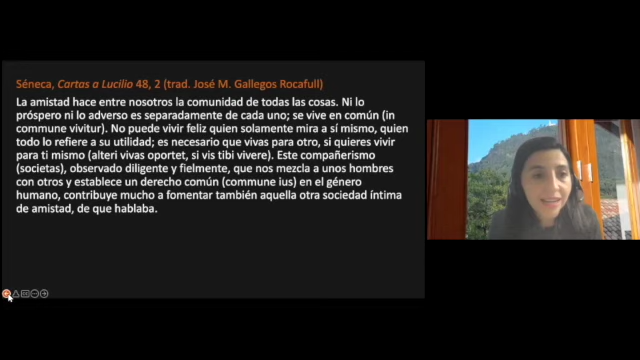 Séneca, Cartas a Lucilio 48, 2 (trad. José M. Gallegos Rocafull)
La amistad hace entre nosotros la comunidad de todas las cosas. Ni lo
próspero ni lo adverso es separadamente de cada uno; se vive en común (in
commune vivitur). No puede vivir feliz quien solamente mira a sí mismo, quien
todo lo refiere a su utilidad; es necesario que vivas para otro, si quieres vivir
para ti mismo (alteri vivas oportet, si vis tibi vivere). Este compañerismo
(societas), observado diligente y fielmente, que nos mezcla a unos hombres
con otros y establece un derecho común (commune ius) en el género
humano, contribuye mucho a fomentar también aquella otra sociedad íntima
de amistad, de que hablaba.